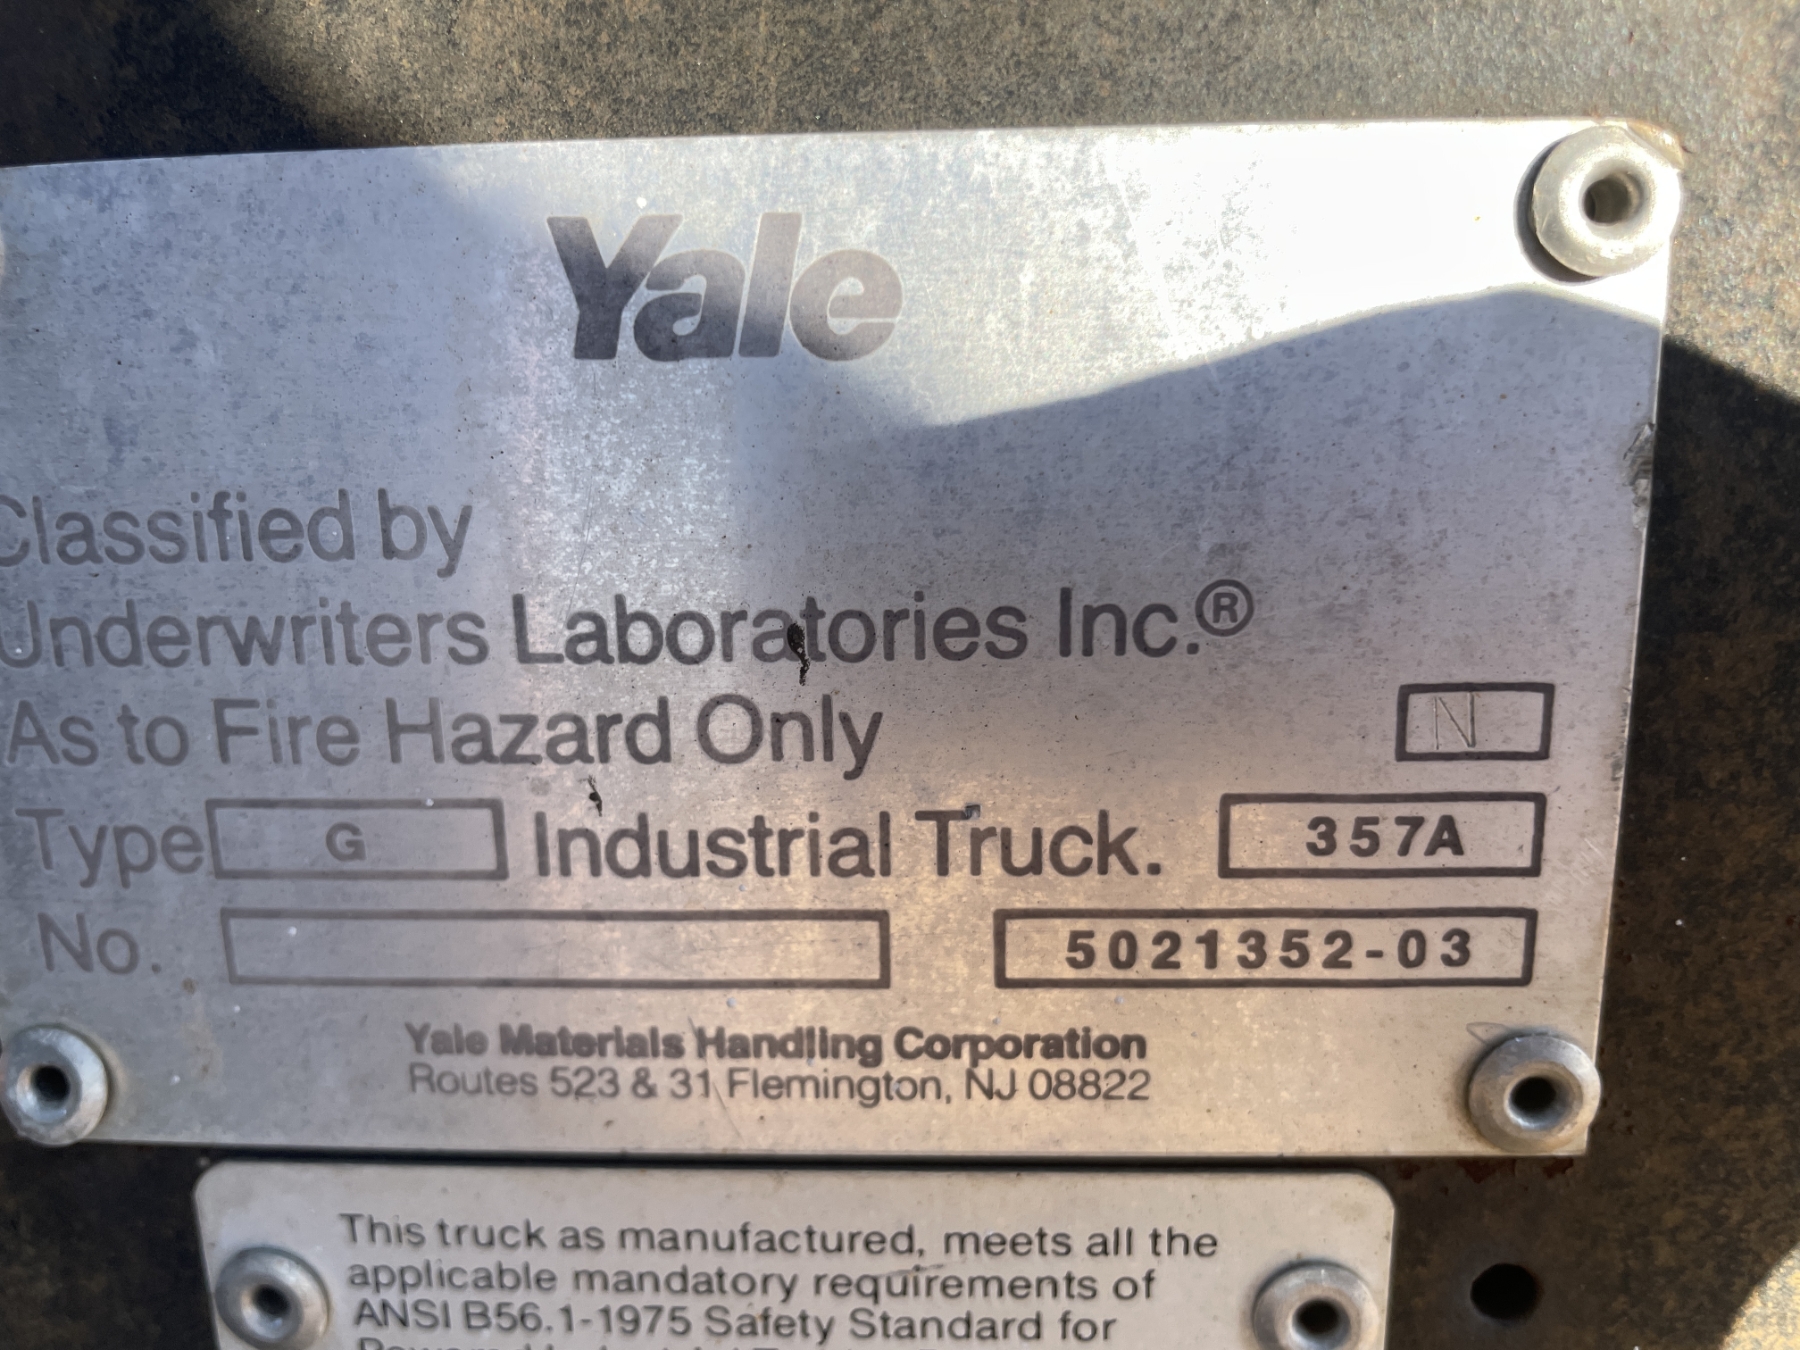 Yale
Classified by
Underwriters Laboratories Inc.®
As to Fire Hazard Only N
Type G Industrial Truck. 357A
No. 5021352-03
Yale Materials Handling Corporation
Routes 523 & 31 Flemington, NJ 08822
This truck as manufactured, meets all the
applicable mandatory requirements of
ANSI B56.1-1975 Safety Standard for